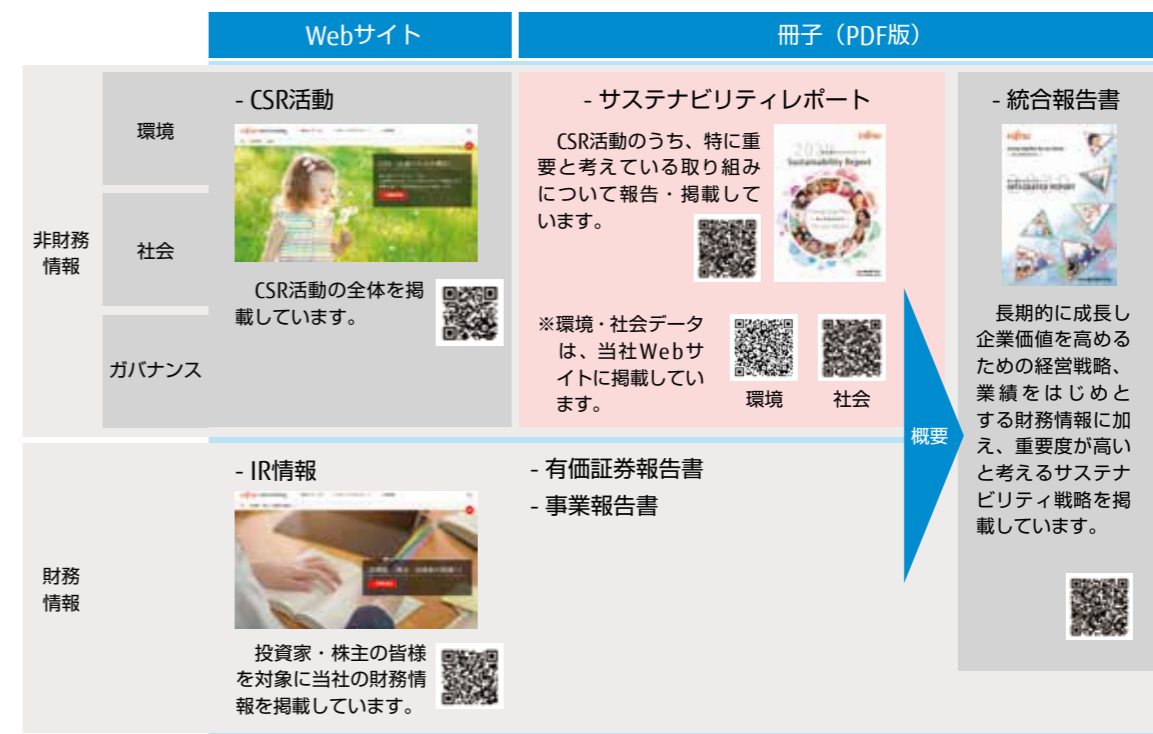 Webサイト
冊子（PDF版）
非財務
情報
環境
社会
ガバナンス
- CSR活動
CSR活動の全体を掲
載しています。
- サステナビリティレポート
CSR活動のうち、特に重
要と考えている取り組み
について報告・掲載して
います。
Sustainability Report
※環境・社会データ
は、当社Webサ
イトに掲載してい
ます。
環境
社会
概要
- 統合報告書
INTEGRATED REPORT
長期的に成長し
企業価値を高める
ための経営戦略、
業績をはじめと
する財務情報に加
え、重要度が高い
と考えるサステナ
ビリティ戦略を掲
載しています。
財務
情報
- IR情報
投資家・株主の皆様
を対象に当社の財務情
報を掲載しています。
- 有価証券報告書
- 事業報告書